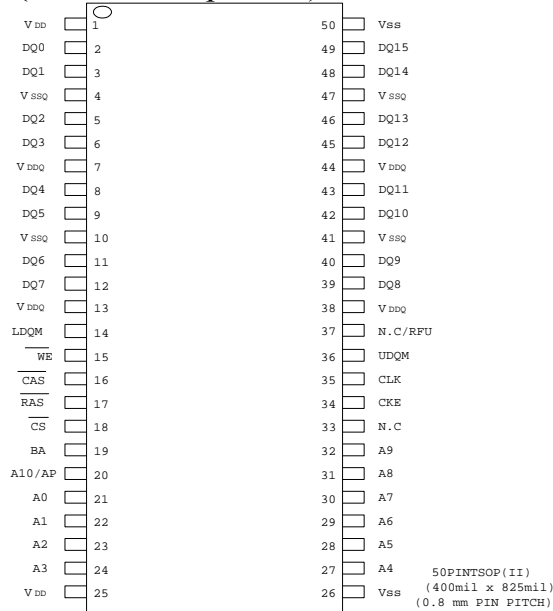 V DD 1 50 Vss
DQ0 2 49 DQ15
DQ1 3 48 DQ14
V SSQ 4 47 V SSQ
DQ2 5 46 DQ13
DQ3 6 45 DQ12
V DDQ 7 44 V DDQ
DQ4 8 43 DQ11
DQ5 9 42 DQ10
V SSQ 10 41 V SSQ
DQ6 11 40 DQ9
DQ7 12 39 DQ8
V DDQ 13 38 V DDQ
LDQM 14 37 N.C/RFU
WE 15 36 UDQM
CAS 16 35 CLK
RAS 17 34 CKE
CS 18 33 N.C
BA 19 32 A9
A10/AP 20 31 A8
A0 21 30 A7
A1 22 29 A6
A2 23 28 A5
A3 24 27 A4
V DD 25 26 Vss
50PINTSOP(II)
(400mil x 825mil)
(0.8 mm PIN PITCH)